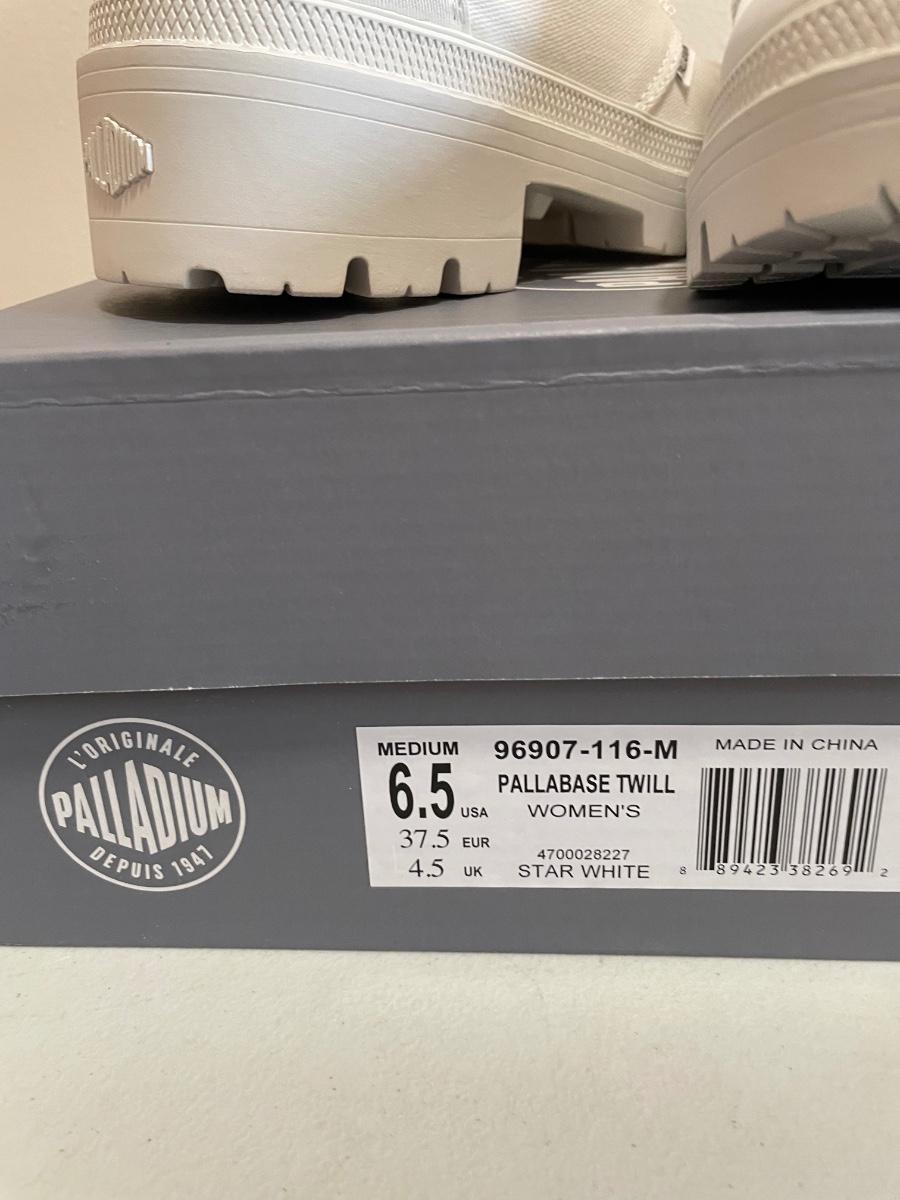 L'ORIGINALE
PALLADIUM
DEPUIS 1947
MEDIUM
6.5 USA
37.5 EUR
4.5 UK
96907-116-M
PALLABASE TWILL
WOMEN'S
4700028227
STAR WHITE
MADE IN CHINA
8 89423 38269 2